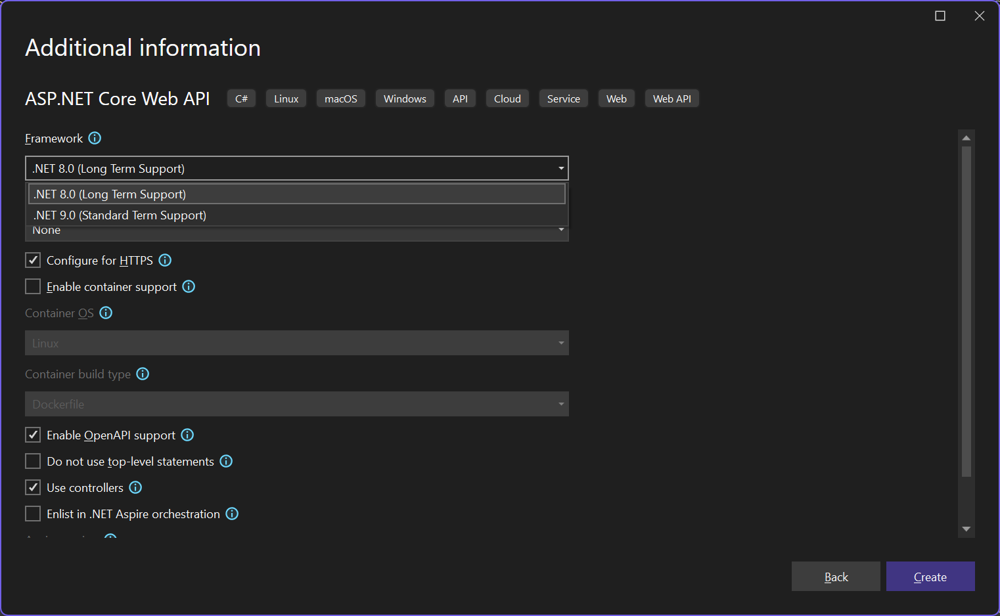 Additional information
ASP.NET Core Web API C# Linux macOS Windows API Cloud Service Web Web API
Framework
.NET 8.0 (Long Term Support)
.NET 8.0 (Long Term Support)
.NET 9.0 (Standard Term Support)
None
Configure for HTTPS
Enable container support
Container OS
Linux
Container build type
Dockerfile
Enable OpenAPI support
Do not use top-level statements
Use controllers
Enlist in .NET Aspire orchestration
Back Create